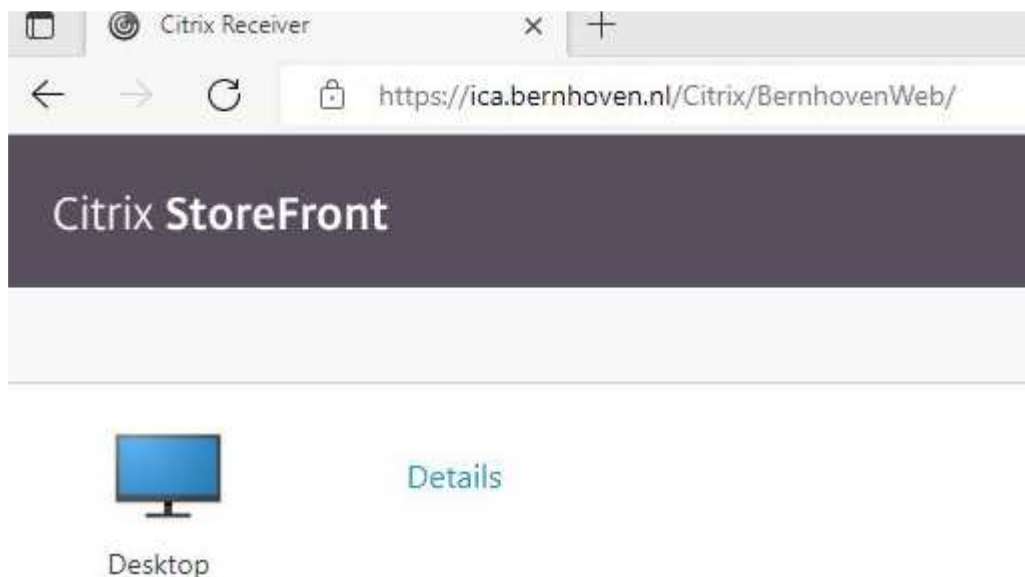 Citrix Receiver
https://ica.bernhoven.nl/Citrix/BernhovenWeb/
Citrix StoreFront
Details
Desktop